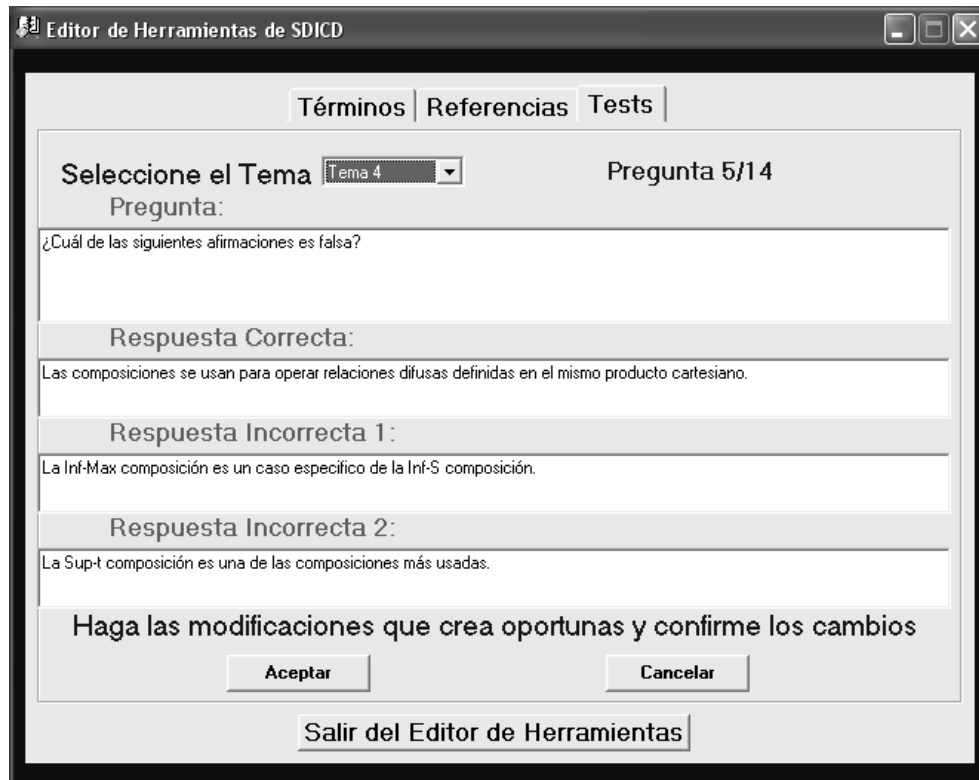 Editor de Herramientas de SDICD
Términos Referencias Tests
Seleccione el Tema Tema 4 Pregunta 5/14
Pregunta:
¿Cuál de las siguientes afirmaciones es falsa?
Respuesta Correcta:
Las composiciones se usan para operar relaciones difusas definidas en el mismo producto cartesiano.
Respuesta Incorrecta 1:
La Inf-Max composición es un caso especifico de la Inf-S composición.
Respuesta Incorrecta 2:
La Sup-t composición es una de las composiciones más usadas.
Haga las modificaciones que crea oportunas y confirme los cambios
Aceptar Cancelar
Salir del Editor de Herramientas